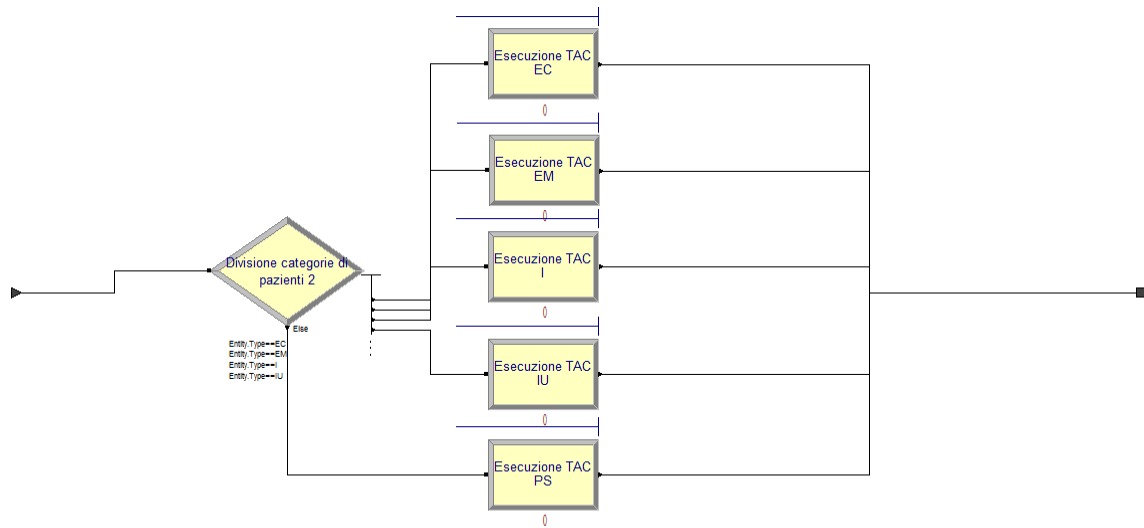 Esecuzione TAC
EC
0
Esecuzione TAC
EM
0
Divisione categorie di
pazienti 2
Esecuzione TAC
I
0
Else
Entity.Type==EC
Entity.Type==EM
Entity.Type==I
Entity.Type==IU
Esecuzione TAC
IU
0
Esecuzione TAC
PS
0